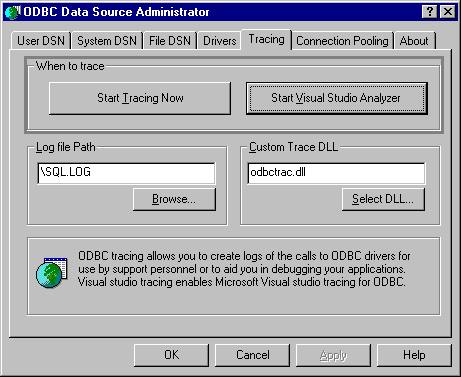 ODBC Data Source Administrator
User DSN System DSN File DSN Drivers Tracing Connection Pooling About
When to trace
Start Tracing Now Start Visual Studio Analyzer
Log file Path Custom Trace DLL
\SQL.LOG odbctrac.dll
Browse... Select DLL...
ODBC tracing allows you to create logs of the calls to ODBC drivers for
use by support personnel or to aid you in debugging your applications.
Visual studio tracing enables Microsoft Visual studio tracing for ODBC.
OK Cancel Apply Help